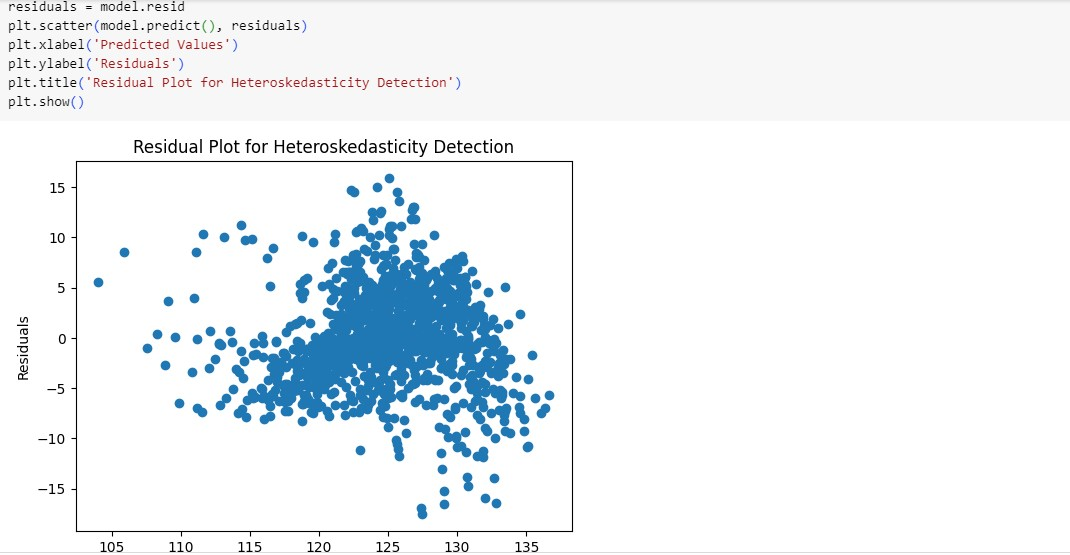 residuals = model.resid
plt.scatter(model.predict(), residuals)
plt.xlabel('Predicted Values')
plt.ylabel('Residuals')
plt.title('Residual Plot for Heteroskedasticity Detection')
plt.show()
Residual Plot for Heteroskedasticity Detection
15
10
5
0
−5
−10
−15
Residuals
105 110 115 120 125 130 135